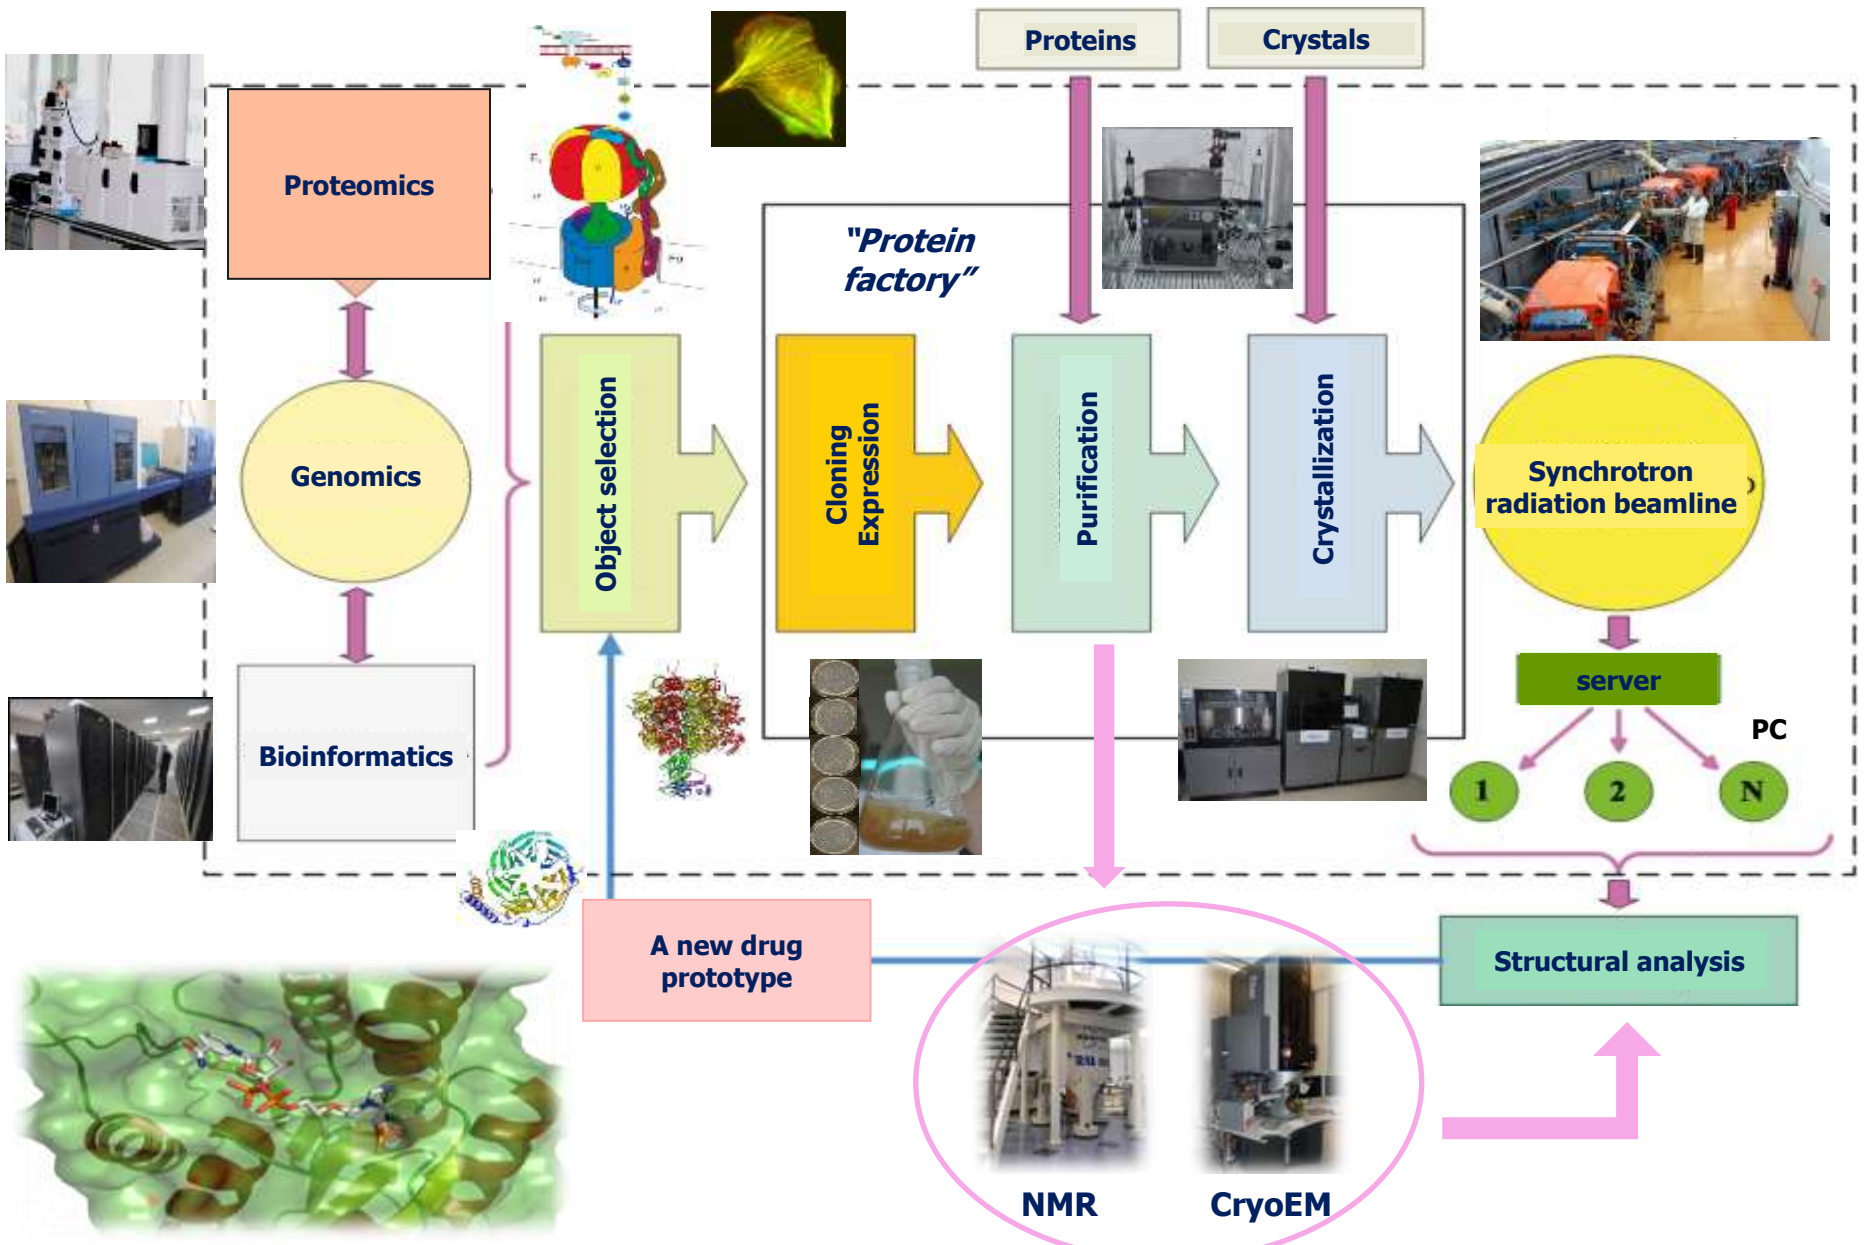 Proteins
Crystals
Proteomics
"Protein
factory"
Object selection
Cloning
Expression
Purification
Crystallization
Genomics
Synchrotron
radiation beamline
server
PC
Bioinformatics
1
2
N
A new drug
prototype
Structural analysis
NMR
CryoEM